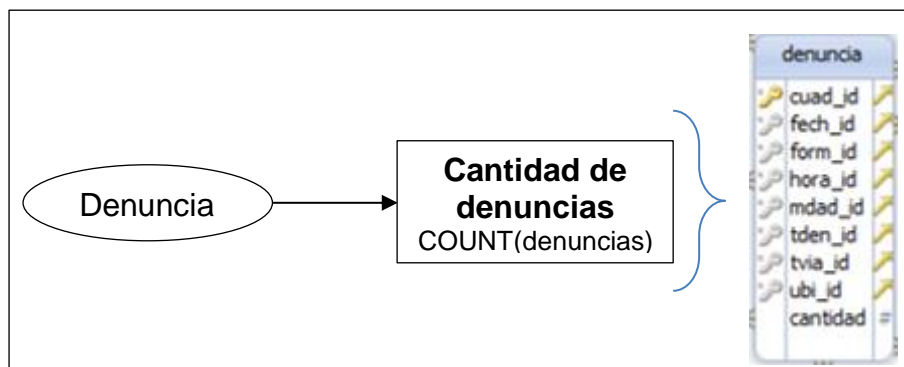 Denuncia
Cantidad de
denuncias
COUNT(denuncias)
denuncia
cuad_id
fech_id
form_id
hora_id
mdad_id
tden_id
tvia_id
ubi_id
cantidad